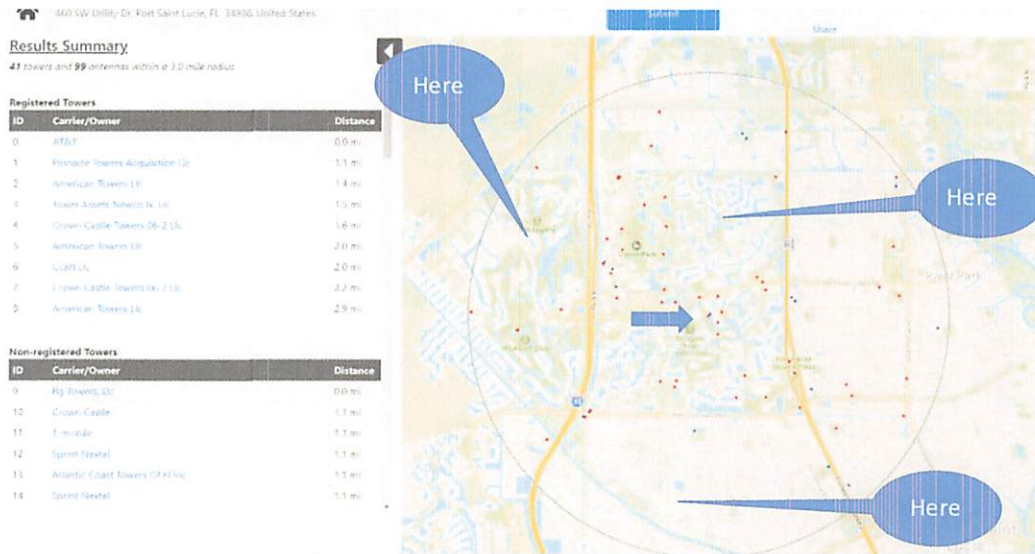 460 SW Utility Dr, Port Saint Lucie, FL 34986, United States
Submit
Share
Results Summary
41 towers and 99 antennas within a 3.0 mile radius
Registered Towers
ID Carrier/Owner Distance
0 AT&T 0.0 mi
1 Pinnacle Towers Acquisition Llc 1.1 mi
2 American Towers Llc 1.4 mi
3 Tower Assets Newco Ix, Llc 1.5 mi
4 Crown Castle Towers 06-2 Llc 1.6 mi
5 American Towers Llc 2.0 mi
6 2.0 mi
7 Crown Castle Towers 06-2 Llc 2.2 mi
8 American Towers Llc 2.9 mi
Non-registered Towers
ID Carrier/Owner Distance
9 Towers, Llc 0.0 mi
10 Crown Castle 1.1 mi
11 T-mobile 1.1 mi
12 Sprint Nextel 1.1 mi
13 Atlantic Coast Towers 1.1 mi
14 Sprint Nextel 1.1 mi
Here
Here
Here